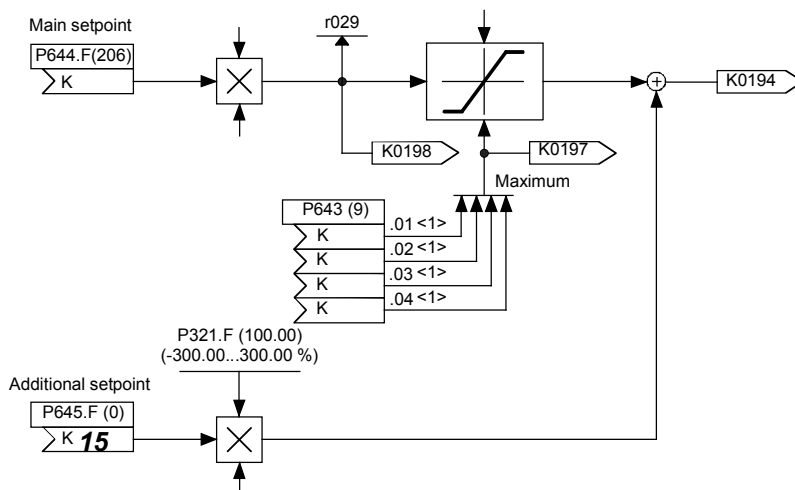 Main setpoint
r029
P644.F(206)
K
K0194
K0198
K0197
Maximum
P643 (9)
K
.01 <1>
K
.02 <1>
K
.03 <1>
K
.04 <1>
P321.F (100.00)
(-300.00...300.00 %)
Additional setpoint
P645.F (0)
K 15